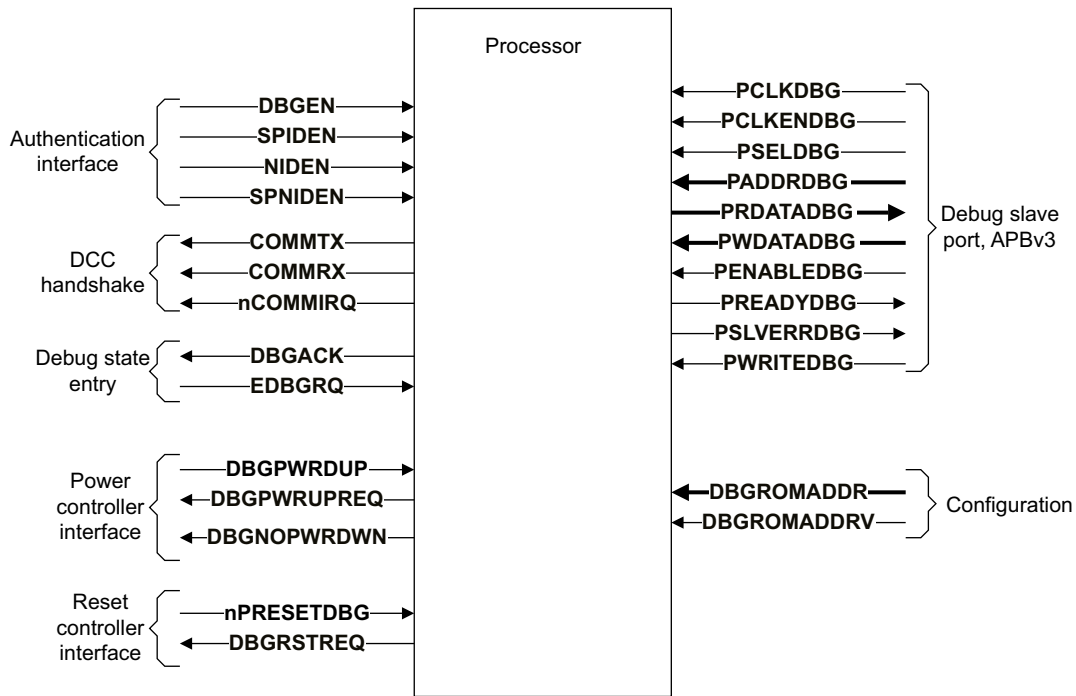 Processor
Authentication
interface
DBGEN
SPIDEN
NIDEN
SPNIDEN
DCC
handshake
COMMTX
COMMRX
nCOMMIRQ
Debug state
entry
DBGACK
EDBGRQ
Power
controller
interface
DBGPWRDUP
DBGPWRUPREQ
DBGNOPWRDWN
Reset
controller
interface
nPRESETDBG
DBGRSTREQ
PCLKDBG
PCLKENDBG
PSELDBG
PADDRDBG
PRDATADBG
PWDATADBG
PENABLEDBG
PREADYDBG
PSLVERRDBG
PWRITEDBG
Debug slave
port, APBv3
DBGROMADDR
DBGROMADDRV
Configuration